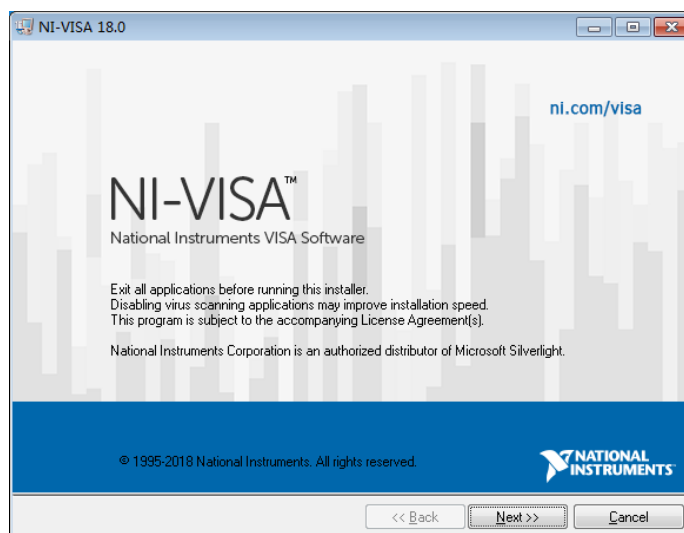 NI-VISA 18.0
ni.com/visa
NI-VISA™
National Instruments VISA Software
Exit all applications before running this installer.
Disabling virus scanning applications may improve installation speed.
This program is subject to the accompanying License Agreement(s).
National Instruments Corporation is an authorized distributor of Microsoft Silverlight.
© 1995-2018 National Instruments. All rights reserved.
NATIONAL
INSTRUMENTS
<< Back
Next >>
Cancel